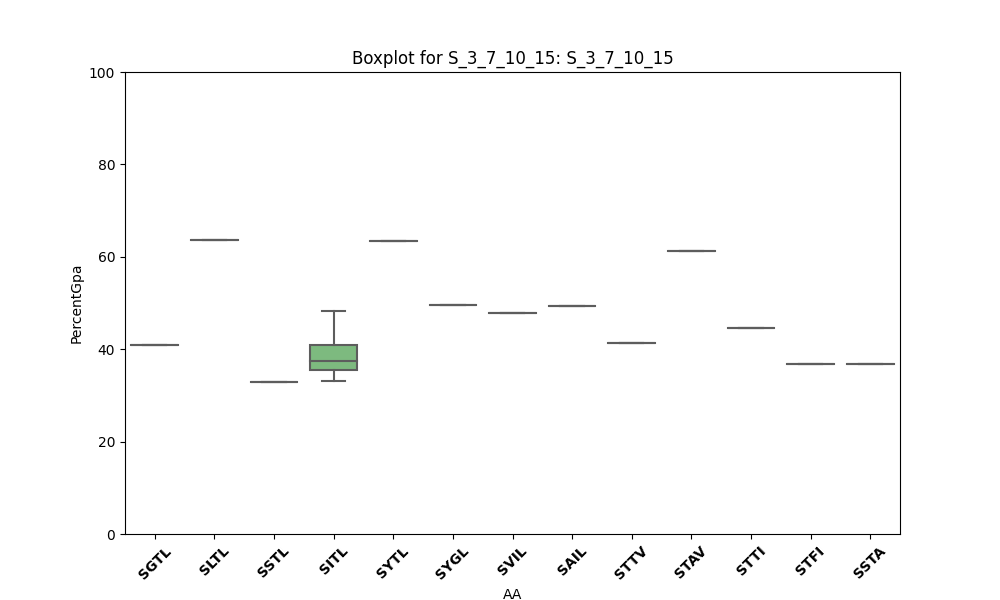 Boxplot for S_3_7_10_15: S_3_7_10_15
100
80
60
40
20
0
PercentGpa
SGTL SLTL SSTL SITL SYTL SYGL SVIL SAIL STTV STAV STTI STFI SSTA
AA